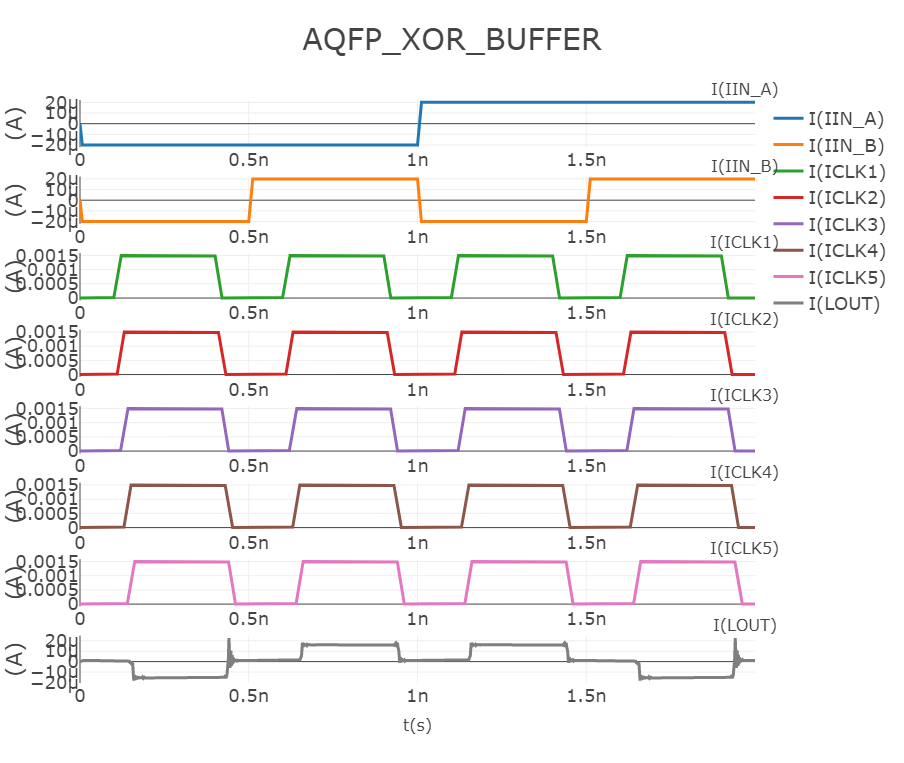 AQFP_XOR_BUFFER
I(IIN_A)
(A)
20μ
10μ
0
−10μ
−20μ
0 0.5n 1n 1.5n
I(IIN_B)
(A)
20μ
10μ
0
−10μ
−20μ
0 0.5n 1n 1.5n
I(ICLK1)
(A)
0.0015
0.001
0.0005
0
0 0.5n 1n 1.5n
I(ICLK2)
(A)
0.0015
0.001
0.0005
0
0 0.5n 1n 1.5n
I(ICLK3)
(A)
0.0015
0.001
0.0005
0
0 0.5n 1n 1.5n
I(ICLK4)
(A)
0.0015
0.001
0.0005
0
0 0.5n 1n 1.5n
I(ICLK5)
(A)
0.0015
0.001
0.0005
0
0 0.5n 1n 1.5n
I(LOUT)
(A)
20μ
10μ
0
−10μ
−20μ
0 0.5n 1n 1.5n
t(s)
I(IIN_A)
I(IIN_B)
I(ICLK1)
I(ICLK2)
I(ICLK3)
I(ICLK4)
I(ICLK5)
I(LOUT)